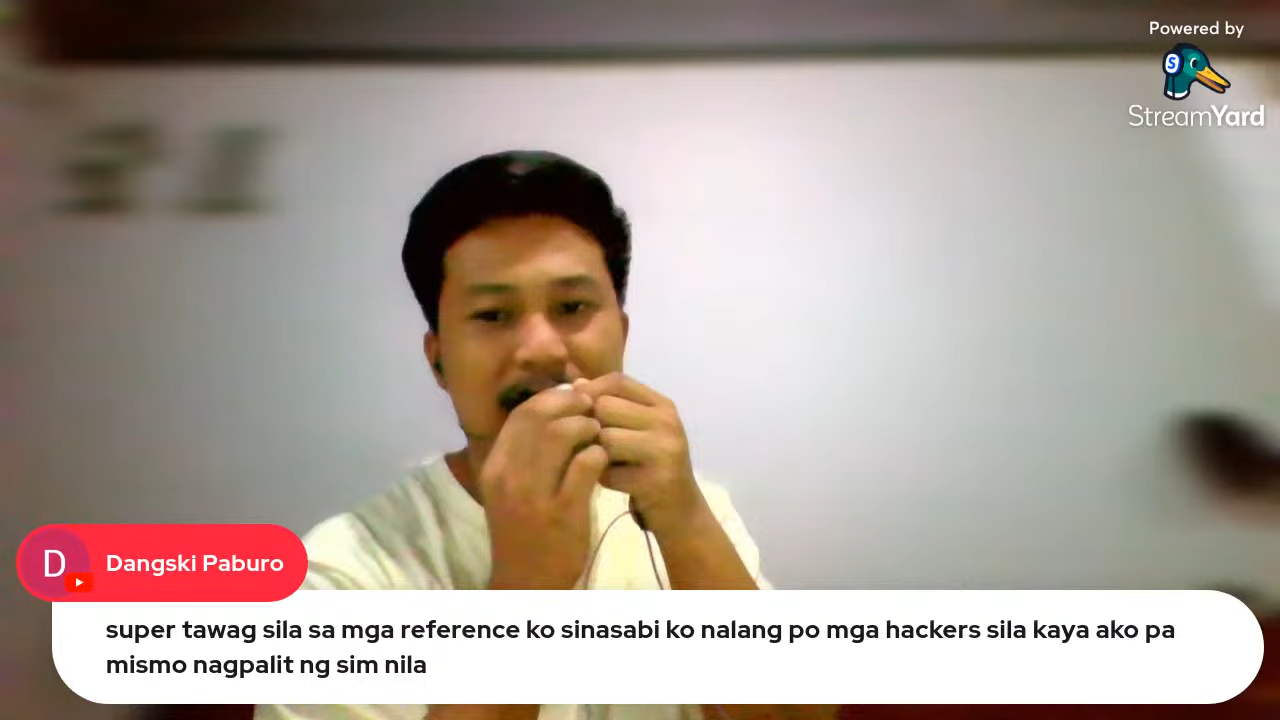 Powered by
S
StreamYard
D
Dangski Paburo
super tawag sila sa mga reference ko sinasabi ko nalang po mga hackers sila kaya ako pa
mismo nagpalit ng sim nila